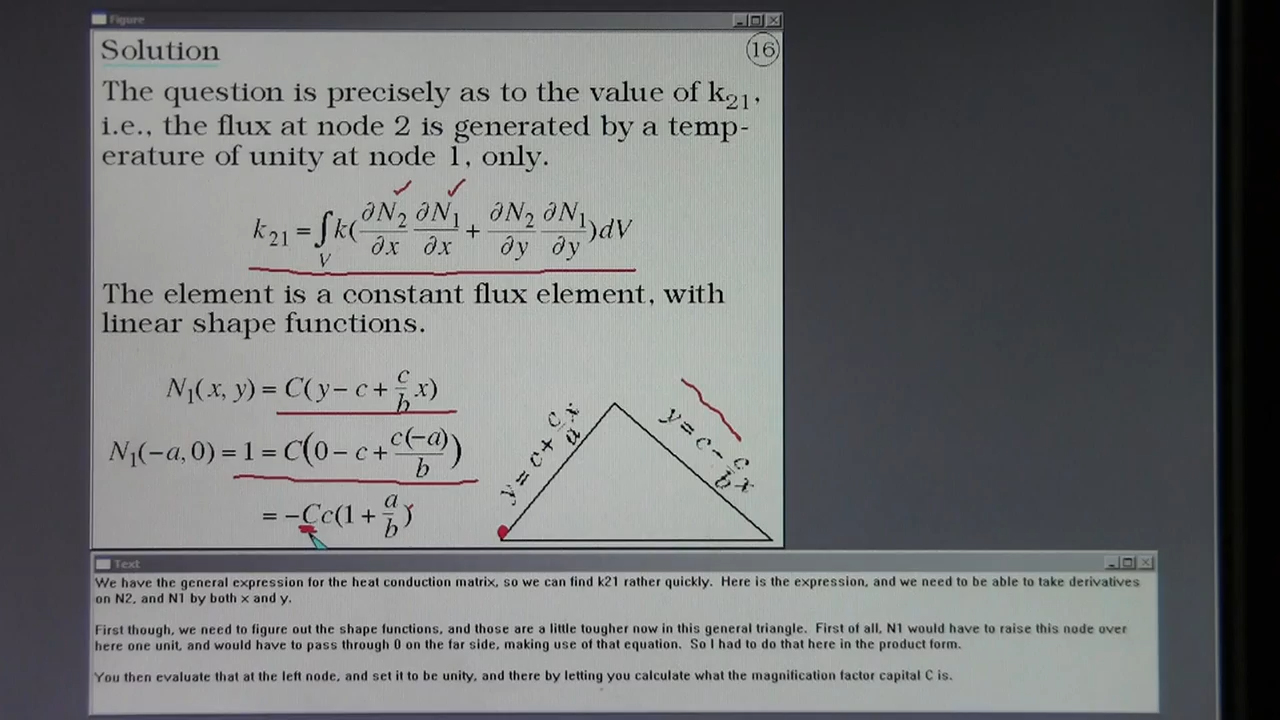 Figure
Solution
16
The question is precisely as to the value of k21,
i.e., the flux at node 2 is generated by a temp-
erature of unity at node 1, only.
k21 = ∫V k(∂N2/∂x ∂N1/∂x + ∂N2/∂y ∂N1/∂y)dV
The element is a constant flux element, with
linear shape functions.
N1(x, y) = C(y − c + c/b x)
N1(−a, 0) = 1 = C(0 − c + c(−a)/b)
= −Cc(1 + a/b)
y = c + c/a x
y = c − c/b x
Text
We have the general expression for the heat conduction matrix, so we can find k21 rather quickly. Here is the expression, and we need to be able to take derivatives
on N2, and N1 by both x and y.
First though, we need to figure out the shape functions, and those are a little tougher now in this general triangle. First of all, N1 would have to raise this node over
here one unit, and would have to pass through 0 on the far side, making use of that equation. So I had to do that here in the product form.
You then evaluate that at the left node, and set it to be unity, and there by letting you calculate what the magnification factor capital C is.